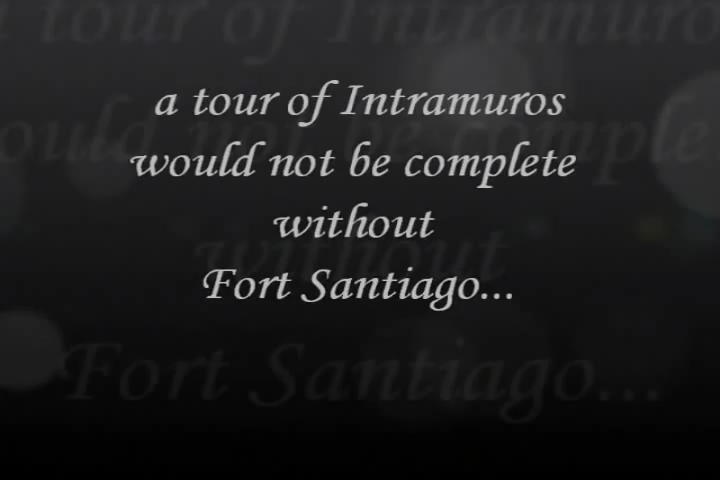 a tour of Intramuros
would not be complete
without
Fort Santiago...